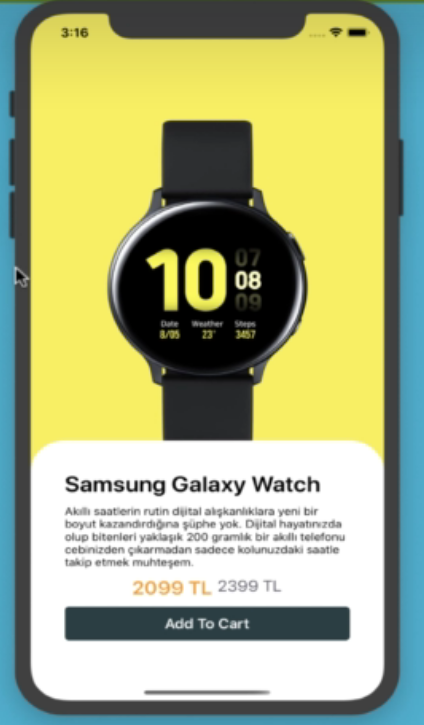 3:16
10
07
08
09
Date Weather Steps
8/05 23° 3457
Samsung Galaxy Watch
Akıllı saatlerin rutin dijital alışkanlıklara yeni bir
boyut kazandırdığına şüphe yok. Dijital hayatınızda
olup bitenleri yaklaşık 200 gramlık bir akıllı telefonu
cebinizden çıkarmadan sadece kolunuzdaki saatle
takip etmek muhteşem.
2099 TL 2399 TL
Add To Cart